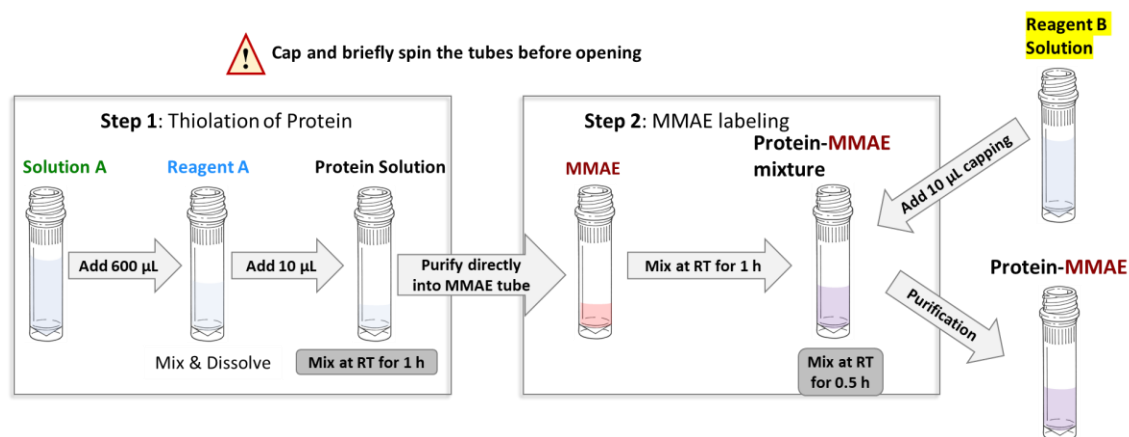 Cap and briefly spin the tubes before opening
Reagent B
Solution
Step 1: Thiolation of Protein
Solution A
Reagent A
Protein Solution
Add 600 µL
Add 10 µL
Mix & Dissolve
Mix at RT for 1 h
Purify directly
into MMAE tube
Step 2: MMAE labeling
MMAE
Protein-MMAE
mixture
Mix at RT for 1 h
Mix at RT
for 0.5 h
Add 10 µL capping
Purification
Protein-MMAE